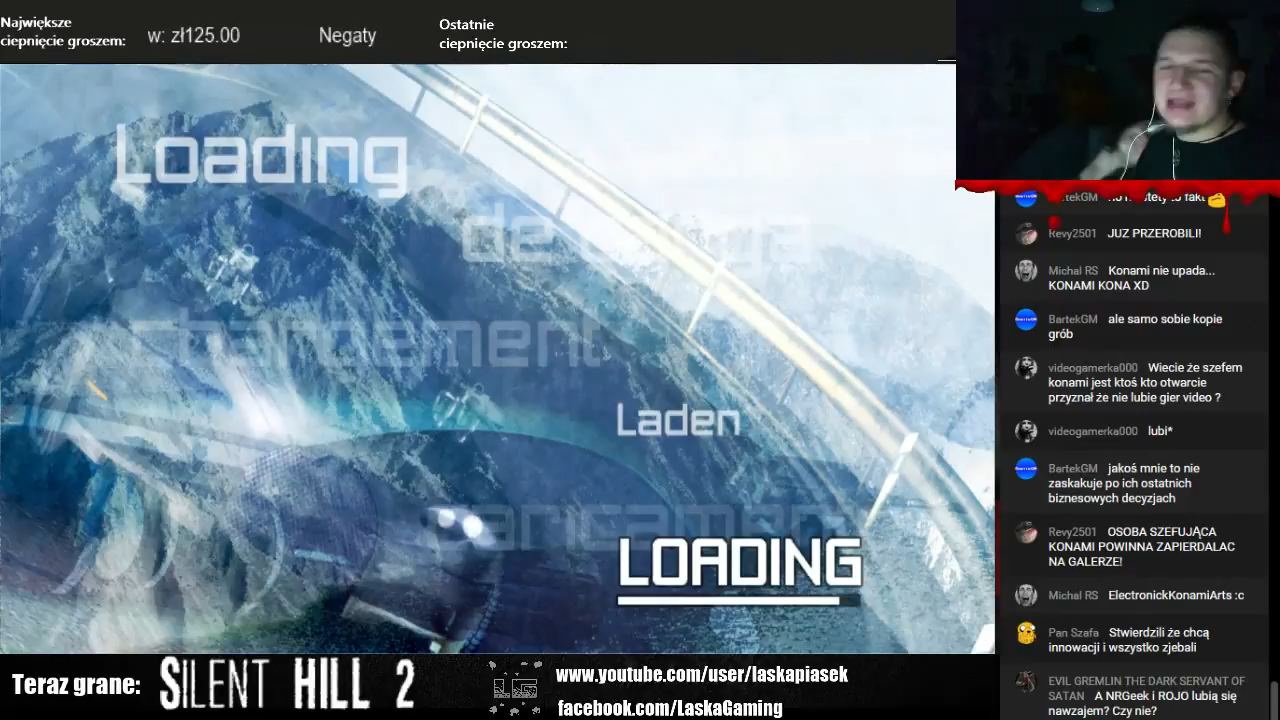 Największe
ciepnięcie groszem:
w: zł125.00
Negaty
Ostatnie
ciepnięcie groszem:
Loading
Laden
LOADING
BartekGM
Revy2501 JUZ PRZEROBILI!
Michal RS Konami nie upada...
KONAMI KONA XD
BartekGM ale samo sobie kopie
grób
videogamerka000 Wiecie że szefem
konami jest ktoś kto otwarcie
przyznał że nie lubie gier video ?
videogamerka000 lubi*
BartekGM jakoś mnie to nie
zaskakuje po ich ostatnich
biznesowych decyzjach
Revy2501 OSOBA SZEFUJĄCA
KONAMI POWINNA ZAPIERDALAC
NA GALERZE!
Michal RS ElectronickKonamiArts :c
Pan Szafa Stwierdzili że chcą
innowacji i wszystko zjebali
EVIL GREMLIN THE DARK SERVANT OF
SATAN A NRGeek i ROJO lubią się
nawzajem? Czy nie?
Teraz grane:
SILENT HILL 2
LG
www.youtube.com/user/laskapiasek
facebook.com/LaskaGaming